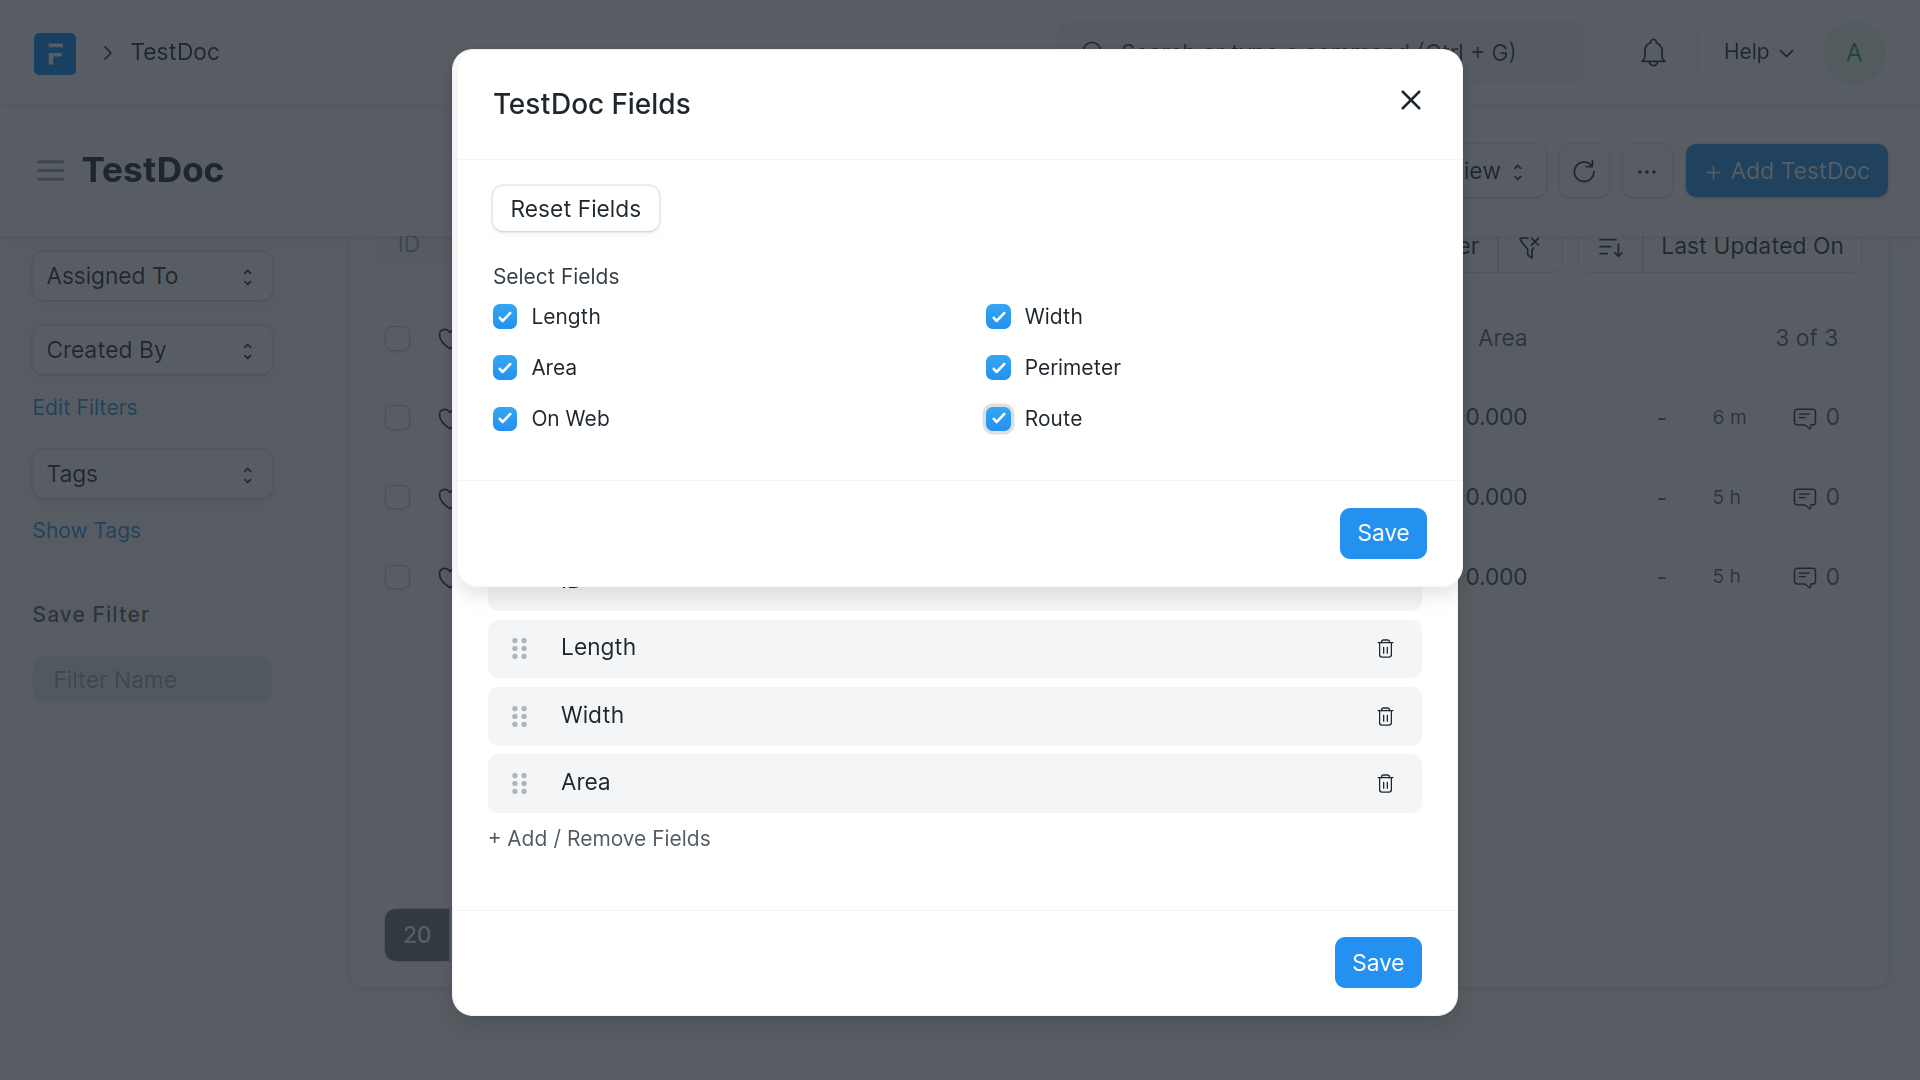 TestDoc
Search or type a command (Ctrl + G)
Help
A
TestDoc Fields
TestDoc
iew
+ Add TestDoc
Reset Fields
ID
er
Last Updated On
Assigned To
Select Fields
Length
Width
Created By
Area
3 of 3
Area
Perimeter
Edit Filters
On Web
Route
0.000
-
6 m
0
Tags
0.000
-
5 h
0
Show Tags
Save
0.000
-
5 h
0
Save Filter
Length
Filter Name
Width
Area
+ Add / Remove Fields
20
Save